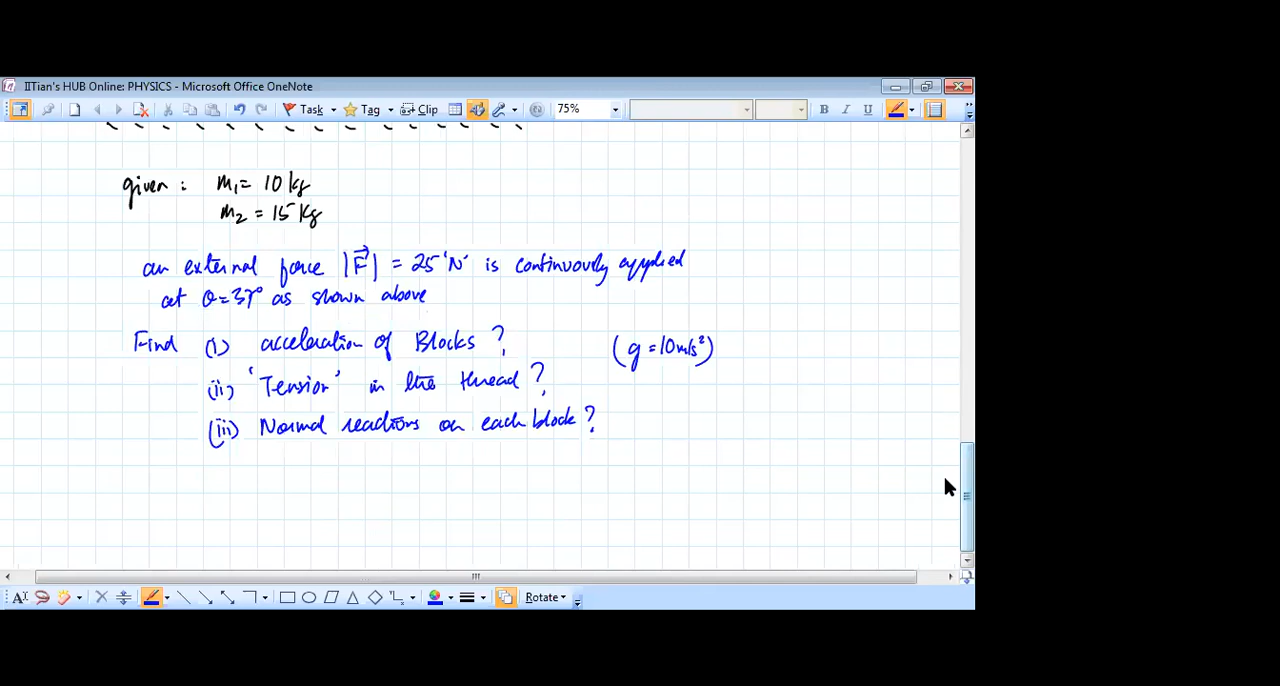 IITian's HUB Online: PHYSICS - Microsoft Office OneNote
Task Tag Clip 75% B I U
given : m₁ = 10 kg
m₂ = 15 Kg
an external force |F⃗| = 25 'N' is continuously applied
at θ = 37° as shown above
Find (i) acceleration of Blocks ? (g = 10 m/s²)
(ii) 'Tension' in the thread ?
(iii) Normal reactions on each block ?
Rotate